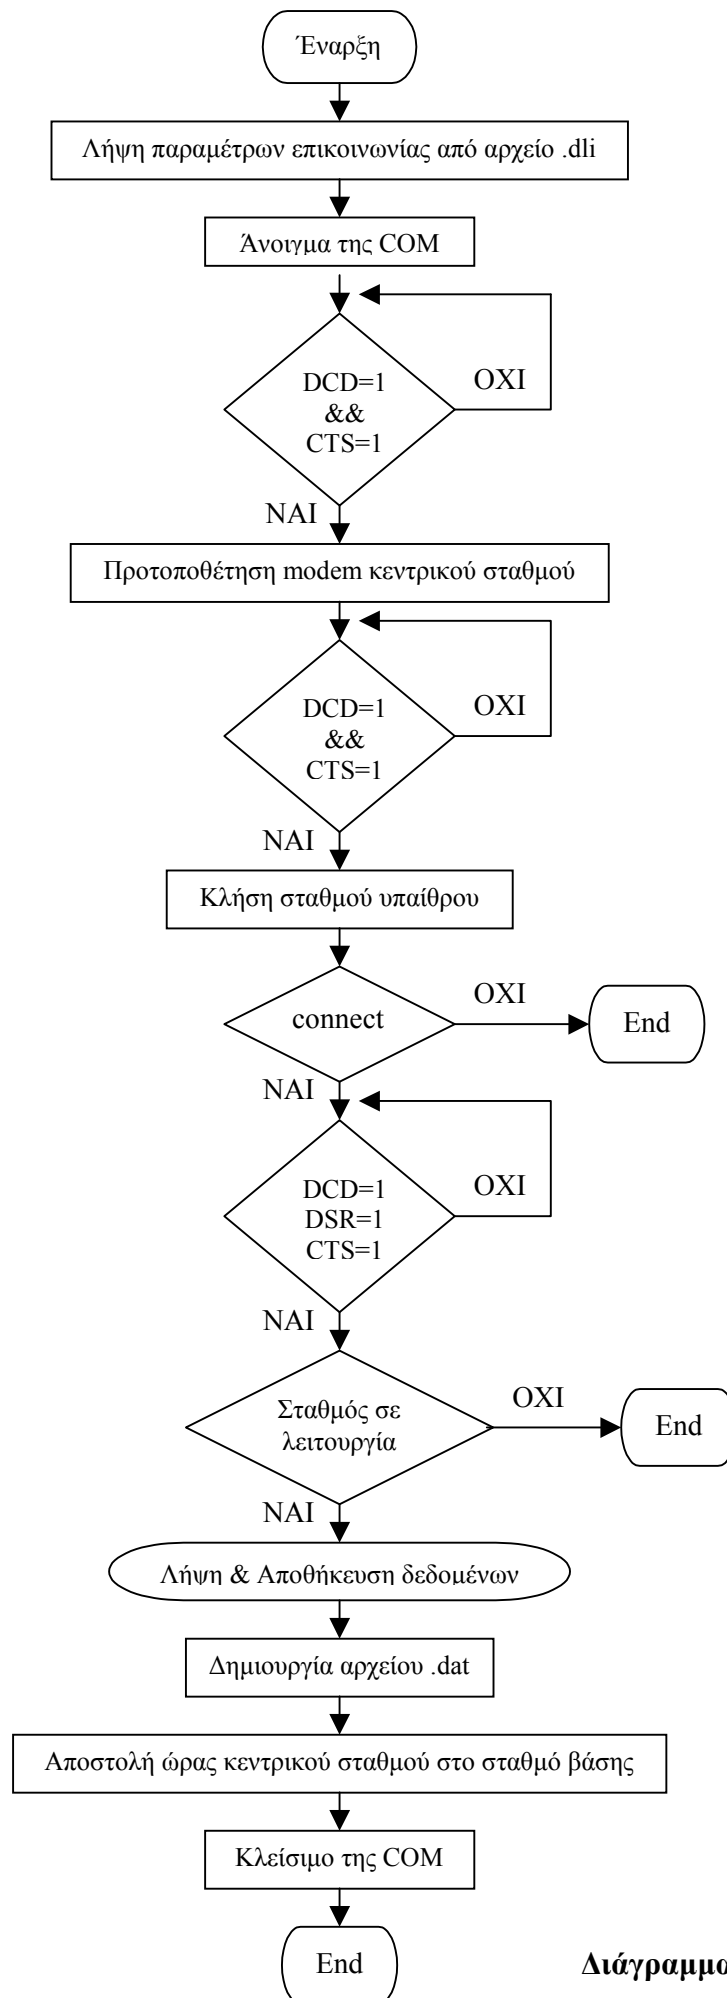 Έναρξη
Λήψη παραμέτρων επικοινωνίας από αρχείο .dli
Άνοιγμα της COM
DCD=1
&&
CTS=1
ΟΧΙ
ΝΑΙ
Προτοποθέτηση modem κεντρικού σταθμού
DCD=1
&&
CTS=1
ΟΧΙ
ΝΑΙ
Κλήση σταθμού υπαίθρου
connect
ΟΧΙ
End
ΝΑΙ
DCD=1
DSR=1
CTS=1
ΟΧΙ
ΝΑΙ
Σταθμός σε
λειτουργία
ΟΧΙ
End
ΝΑΙ
Λήψη & Αποθήκευση δεδομένων
Δημιουργία αρχείου .dat
Αποστολή ώρας κεντρικού σταθμού στο σταθμό βάσης
Κλείσιμο της COM
End
Διάγραμμα